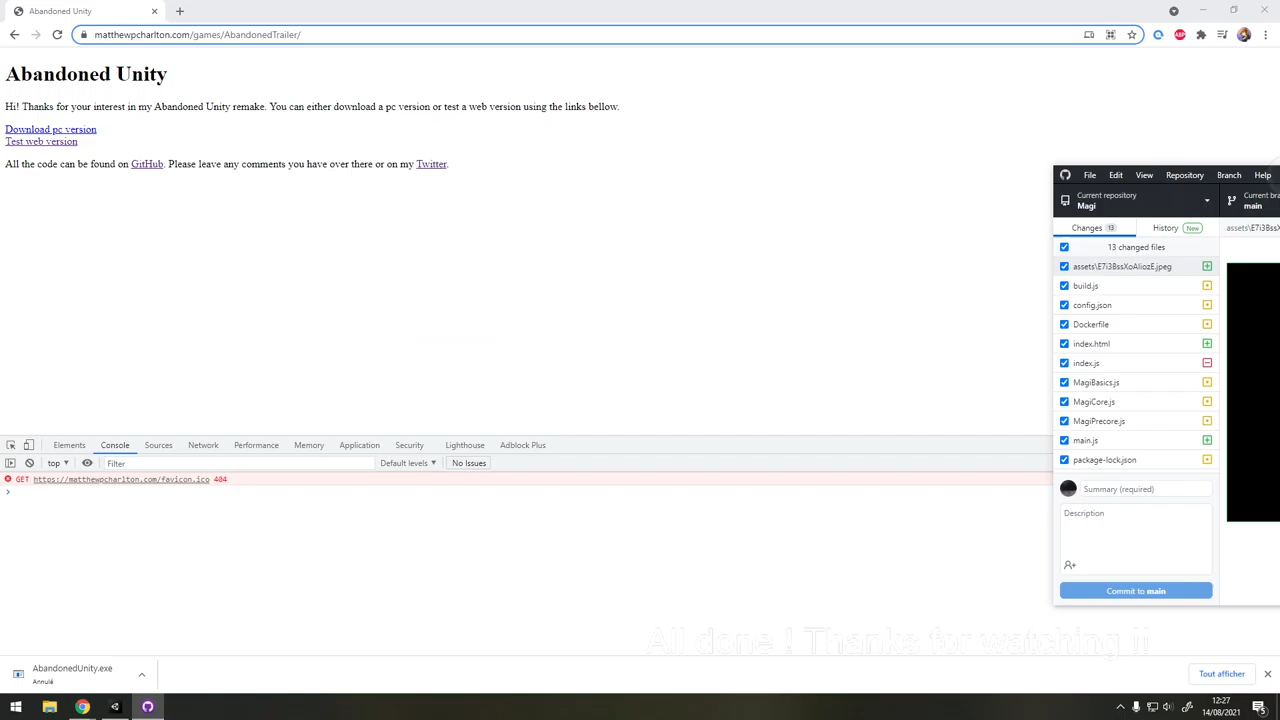 Abandoned Unity
matthewpcharlton.com/games/AbandonedTrailer/
ABP
Abandoned Unity
Hi! Thanks for your interest in my Abandoned Unity remake. You can either download a pc version or test a web version using the links bellow.
Download pc version
Test web version
All the code can be found on GitHub. Please leave any comments you have over there or on my Twitter.
File Edit View Repository Branch Help
Current repository
Magi
Current bra
main
Changes 13
History New
assets\E7i3BssX
13 changed files
assets\E7i3BssXoAIiozE.jpeg
build.js
config.json
Dockerfile
index.html
index.js
MagiBasics.js
MagiCore.js
MagiPrecore.js
main.js
package-lock.json
Summary (required)
Description
Commit to main
Elements Console Sources Network Performance Memory Application Security Lighthouse Adblock Plus
top Filter Default levels No Issues
GET https://matthewpcharlton.com/favicon.ico 404
All done ! Thanks for watching !!
AbandonedUnity.exe
Annulé
Tout afficher
12:27
14/08/2021
5